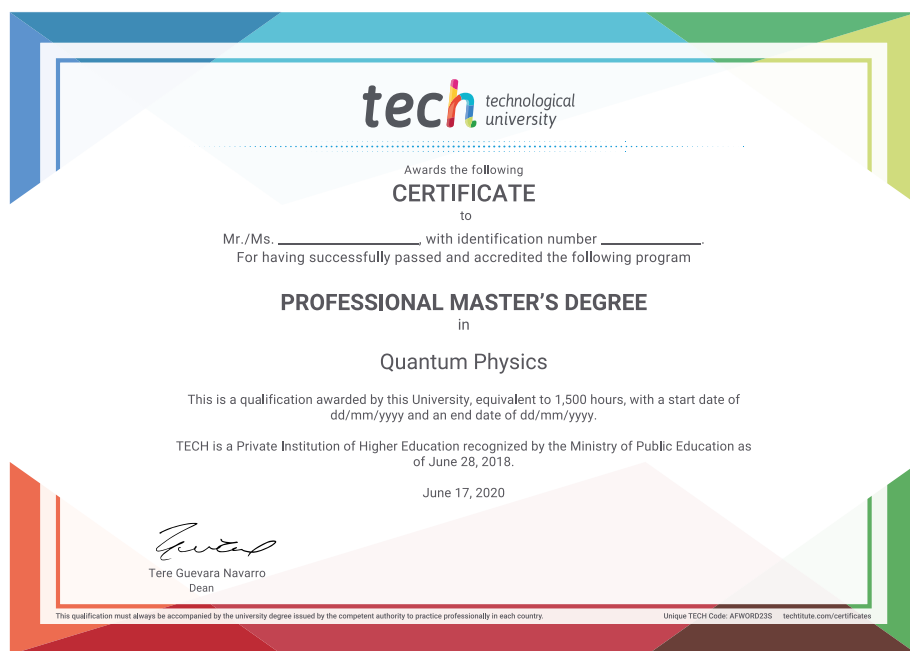 tech technological
university
Awards the following
CERTIFICATE
to
Mr./Ms. ____________________, with identification number ______________.
For having successfully passed and accredited the following program
PROFESSIONAL MASTER'S DEGREE
in
Quantum Physics
This is a qualification awarded by this University, equivalent to 1,500 hours, with a start date of
dd/mm/yyyy and an end date of dd/mm/yyyy.
TECH is a Private Institution of Higher Education recognized by the Ministry of Public Education as
of June 28, 2018.
June 17, 2020
Tere Guevara Navarro
Dean
This qualification must always be accompanied by the university degree issued by the competent authority to practice professionally in each country. Unique TECH Code: AFWORD23S techtitute.com/certificates